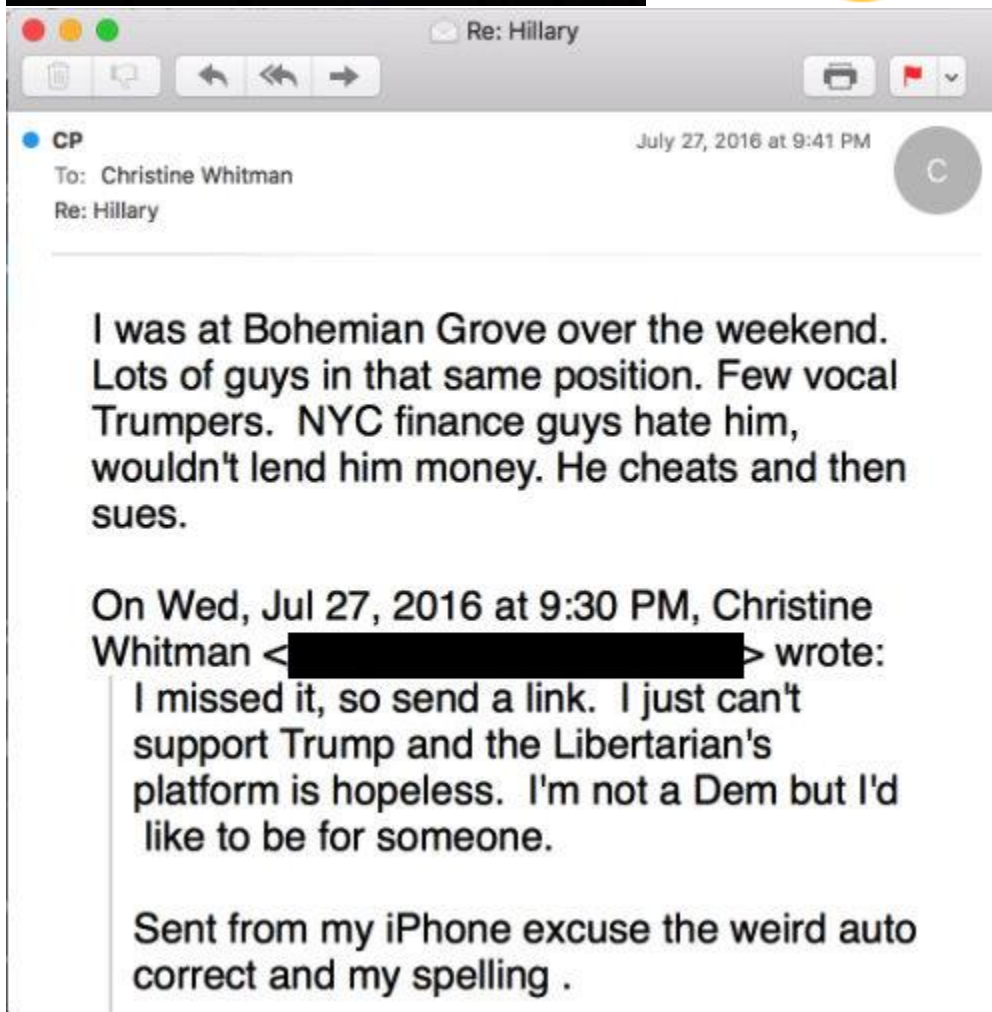 Re: Hillary
CP
July 27, 2016 at 9:41 PM
C
To: Christine Whitman
Re: Hillary
I was at Bohemian Grove over the weekend.
Lots of guys in that same position. Few vocal
Trumpers.  NYC finance guys hate him,
wouldn't lend him money. He cheats and then
sues.
On Wed, Jul 27, 2016 at 9:30 PM, Christine
Whitman < > wrote:
I missed it, so send a link.  I just can't
support Trump and the Libertarian's
platform is hopeless.  I'm not a Dem but I'd
like to be for someone.
Sent from my iPhone excuse the weird auto
correct and my spelling .